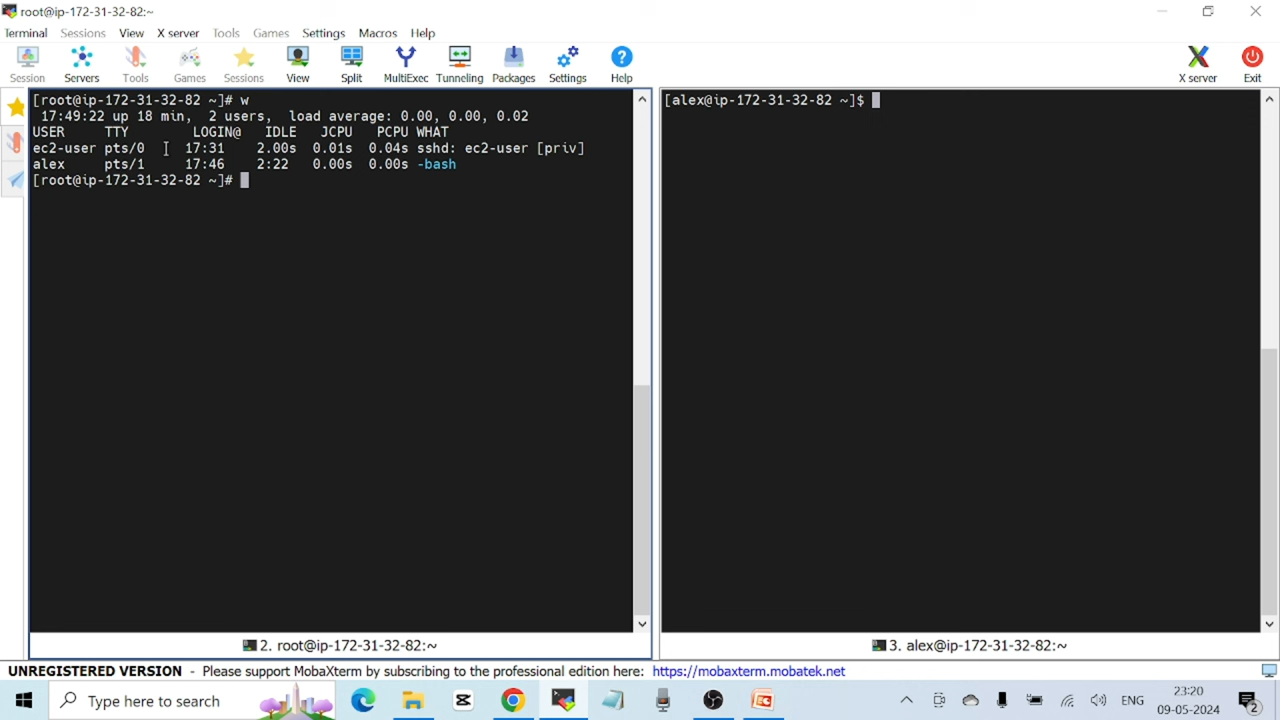 root@ip-172-31-32-82:~
Terminal Sessions View X server Tools Games Settings Macros Help
Session Servers Tools Games Sessions View Split MultiExec Tunneling Packages Settings Help X server Exit
[root@ip-172-31-32-82 ~]# w
17:49:22 up 18 min, 2 users, load average: 0.00, 0.00, 0.02
USER TTY LOGIN@ IDLE JCPU PCPU WHAT
ec2-user pts/0 17:31 2.00s 0.01s 0.04s sshd: ec2-user [priv]
alex pts/1 17:46 2:22 0.00s 0.00s -bash
[root@ip-172-31-32-82 ~]#
[alex@ip-172-31-32-82 ~]$
2. root@ip-172-31-32-82:~
3. alex@ip-172-31-32-82:~
UNREGISTERED VERSION - Please support MobaXterm by subscribing to the professional edition here: https://mobaxterm.mobatek.net
Type here to search
ENG
23:20
09-05-2024
2